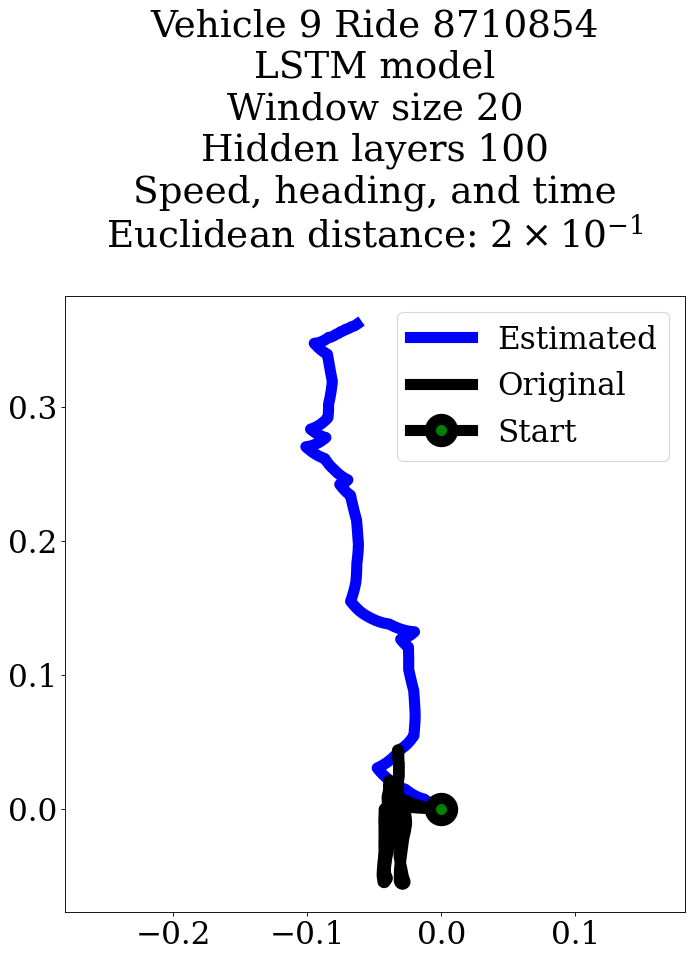 Vehicle 9 Ride 8710854
LSTM model
Window size 20
Hidden layers 100
Speed, heading, and time
Euclidean distance: 2 × 10⁻¹
Estimated
Original
Start
0.3
0.2
0.1
0.0
−0.2 −0.1 0.0 0.1